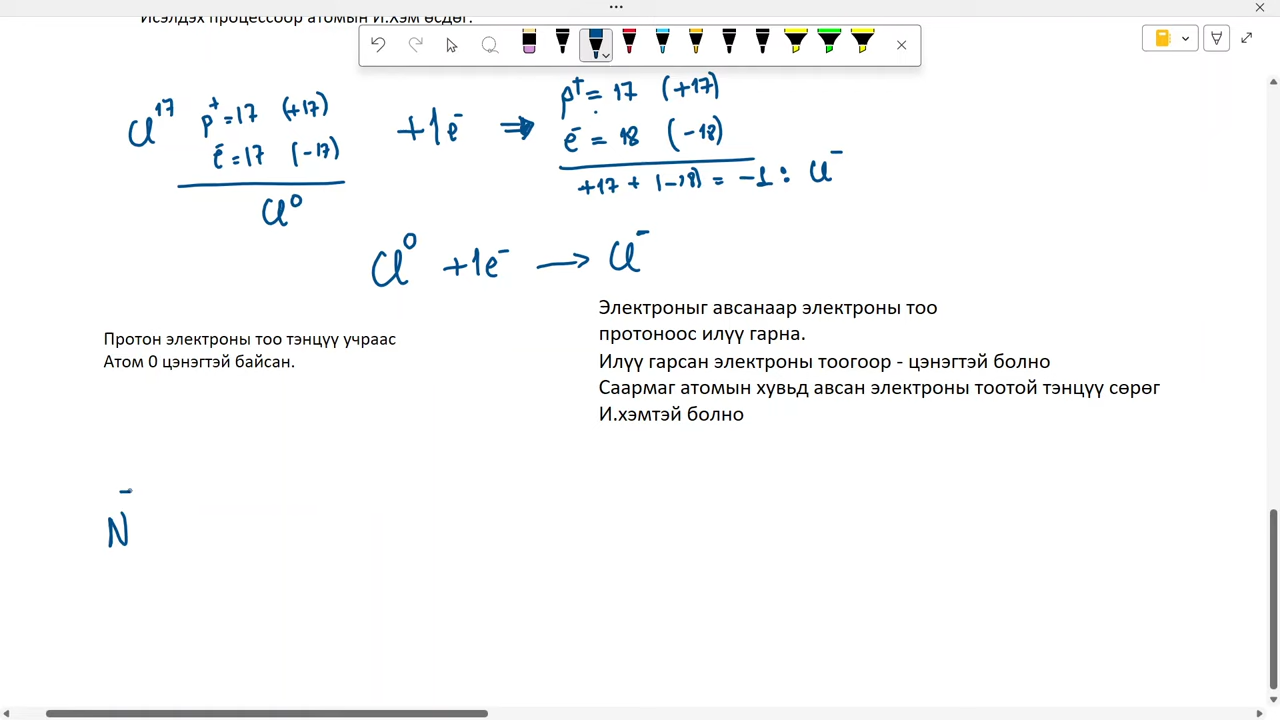 Исэлдэх процессоор атомын И.Хэм өсдөг.
Cl¹⁷ p⁺ = 17 (+17) +1e⁻ ⇒ p⁺ = 17 (+17)
e⁻ = 17 (-17) e⁻ = 18 (-18)
Cl⁰ +17 + (-18) = -1 : Cl⁻
Cl⁰ +1e⁻ → Cl⁻
Протон электроны тоо тэнцүү учраас
Атом 0 цэнэгтэй байсан.
Электроныг авсанаар электроны тоо
протоноос илүү гарна.
Илүү гарсан электроны тоогоор - цэнэгтэй болно
Саармаг атомын хувьд авсан электроны тоотой тэнцүү сөрөг
И.хэмтэй болно
N⁻